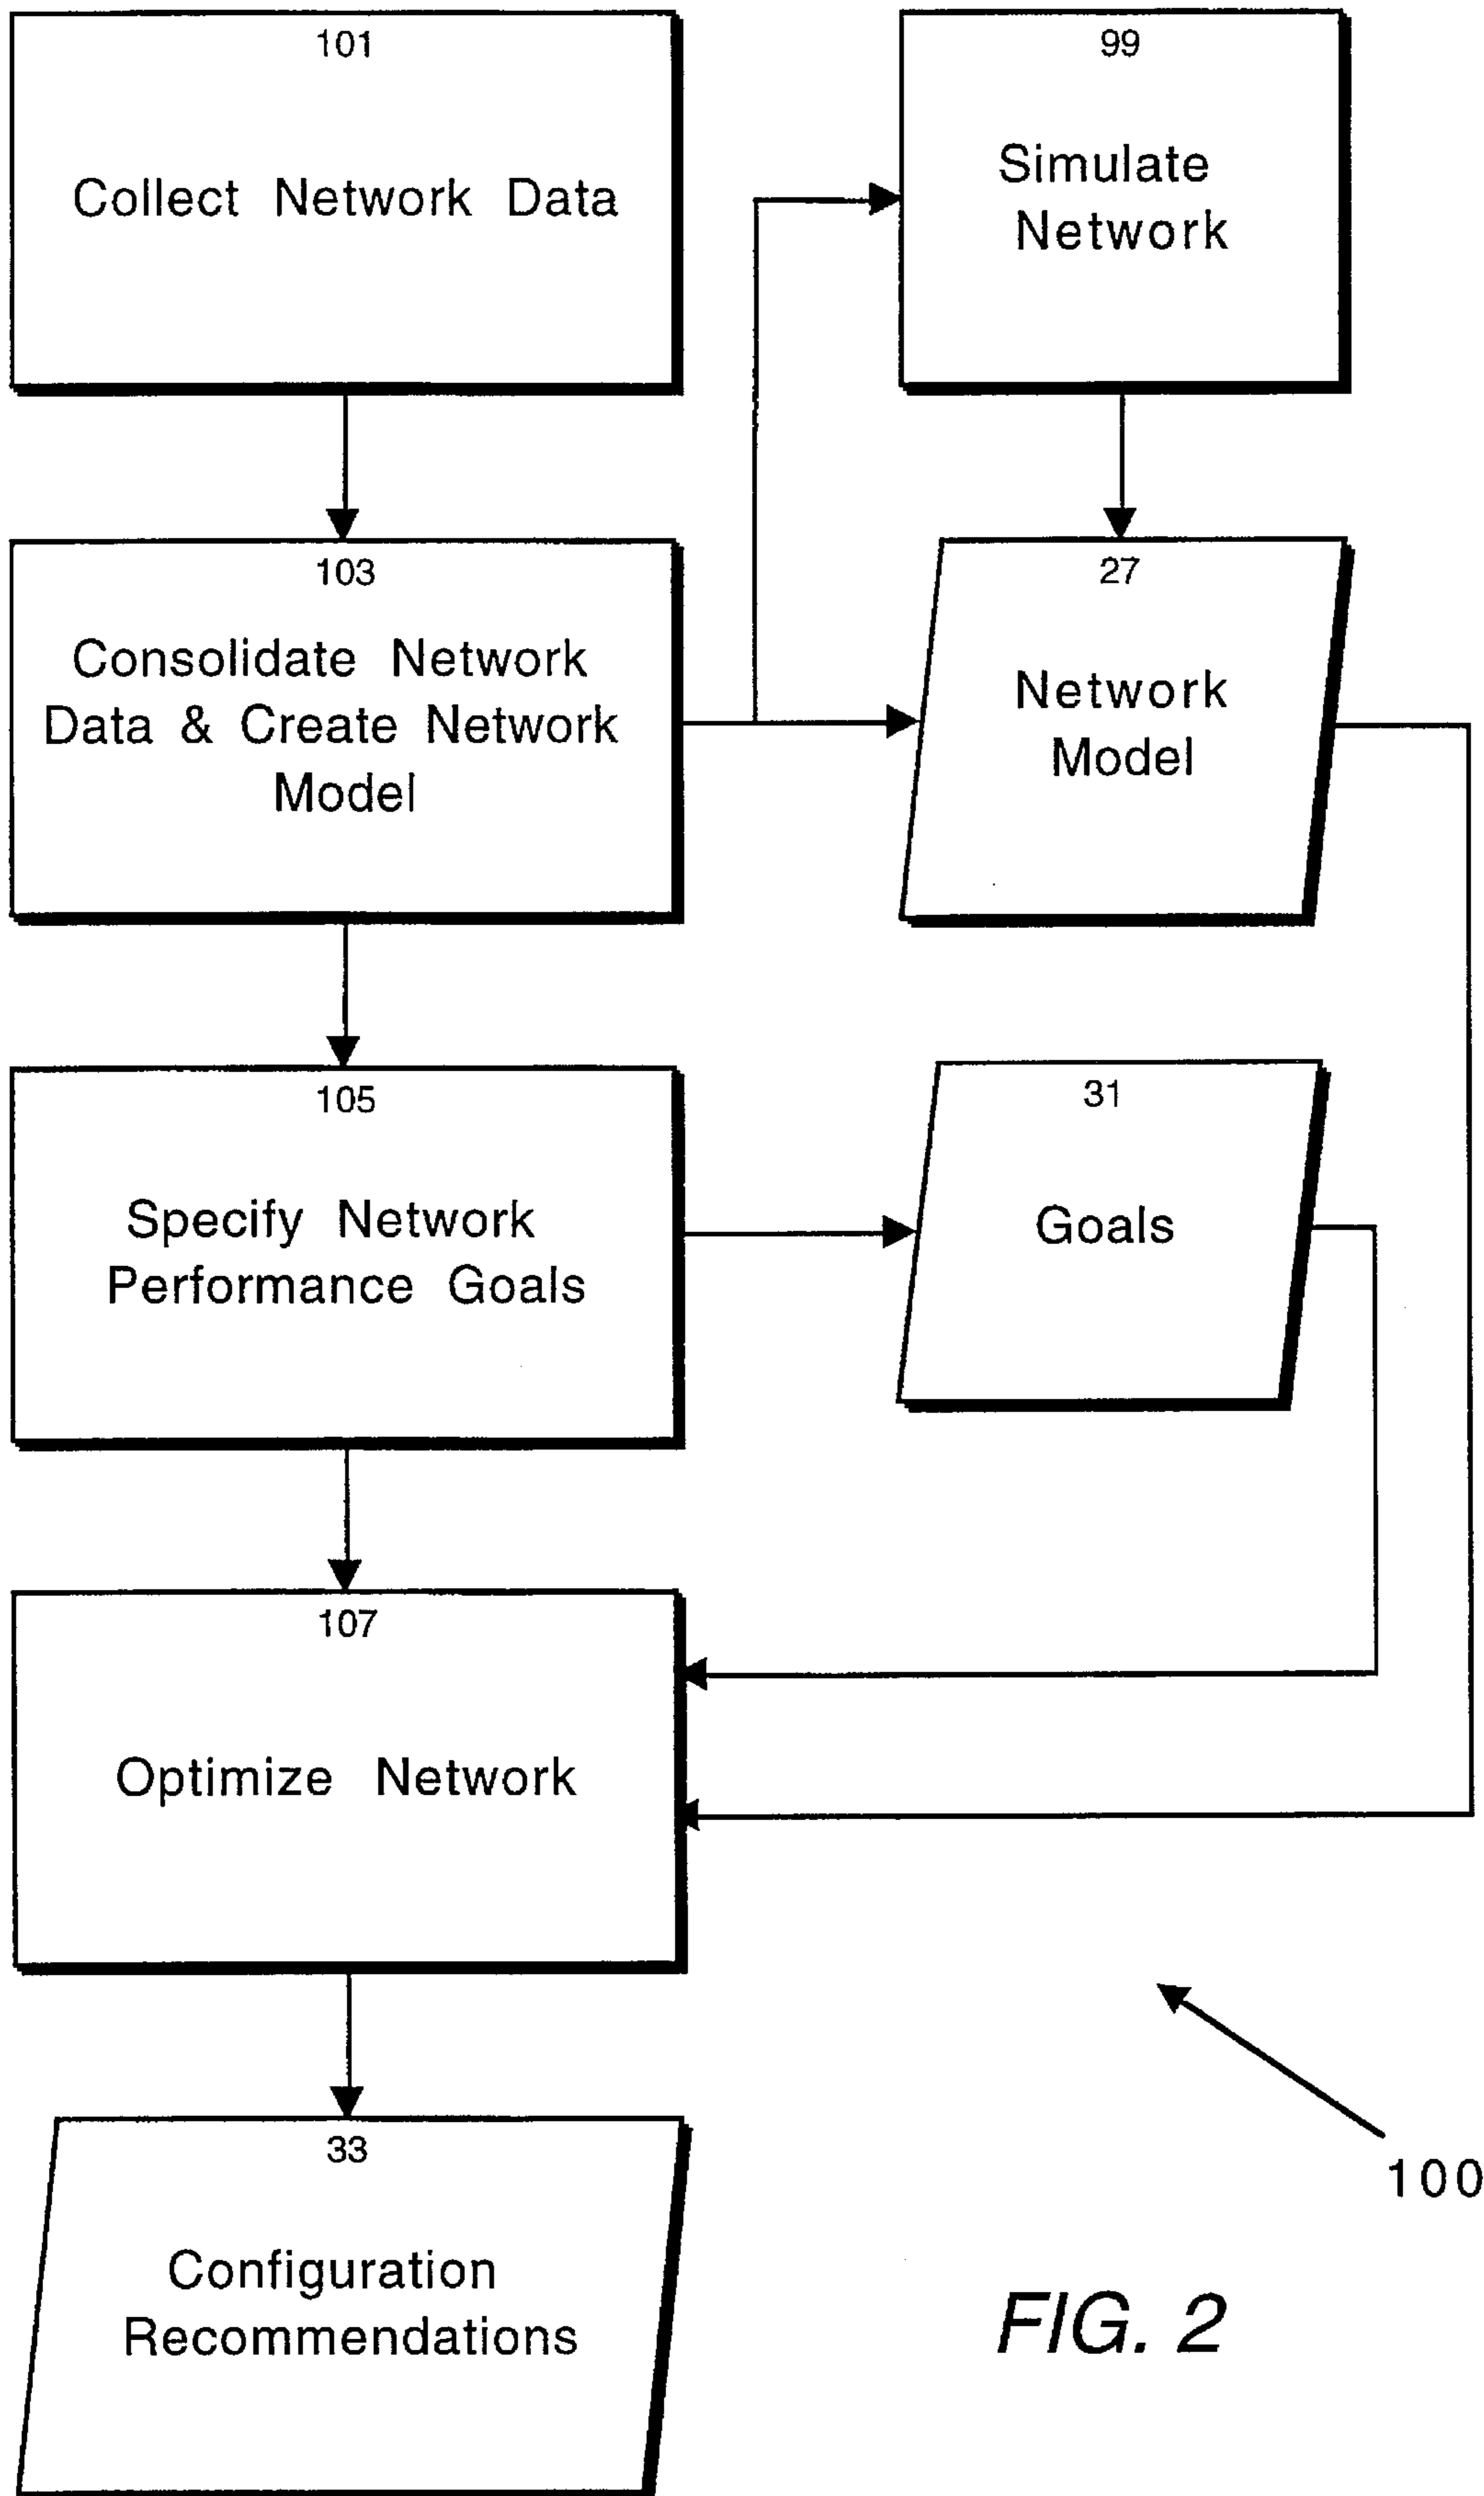 101
Collect Network Data
99
Simulate
Network
103
Consolidate Network
Data & Create Network
Model
27
Network
Model
105
Specify Network
Performance Goals
31
Goals
107
Optimize Network
33
Configuration
Recommendations
100
FIG. 2